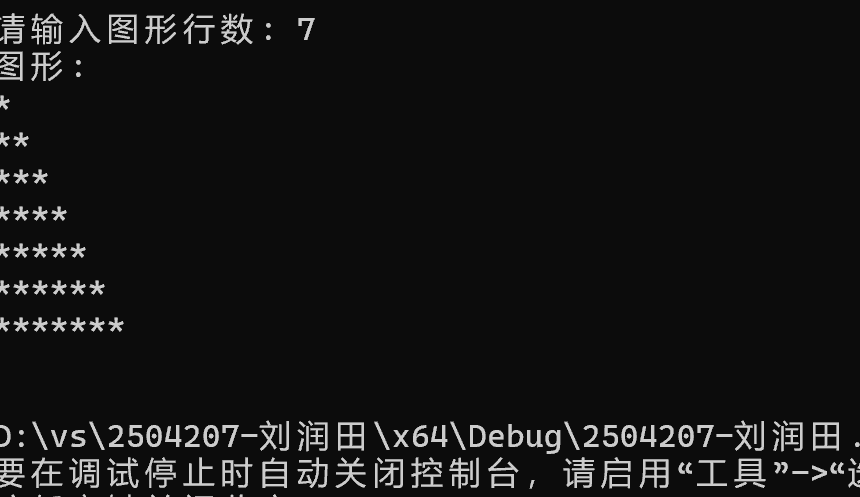 请输入图形行数: 7
图形:
*
**
***
****
*****
******
*******
D:\vs\2504207-刘润田\x64\Debug\2504207-刘润田.
要在调试停止时自动关闭控制台，请启用“工具”->“选